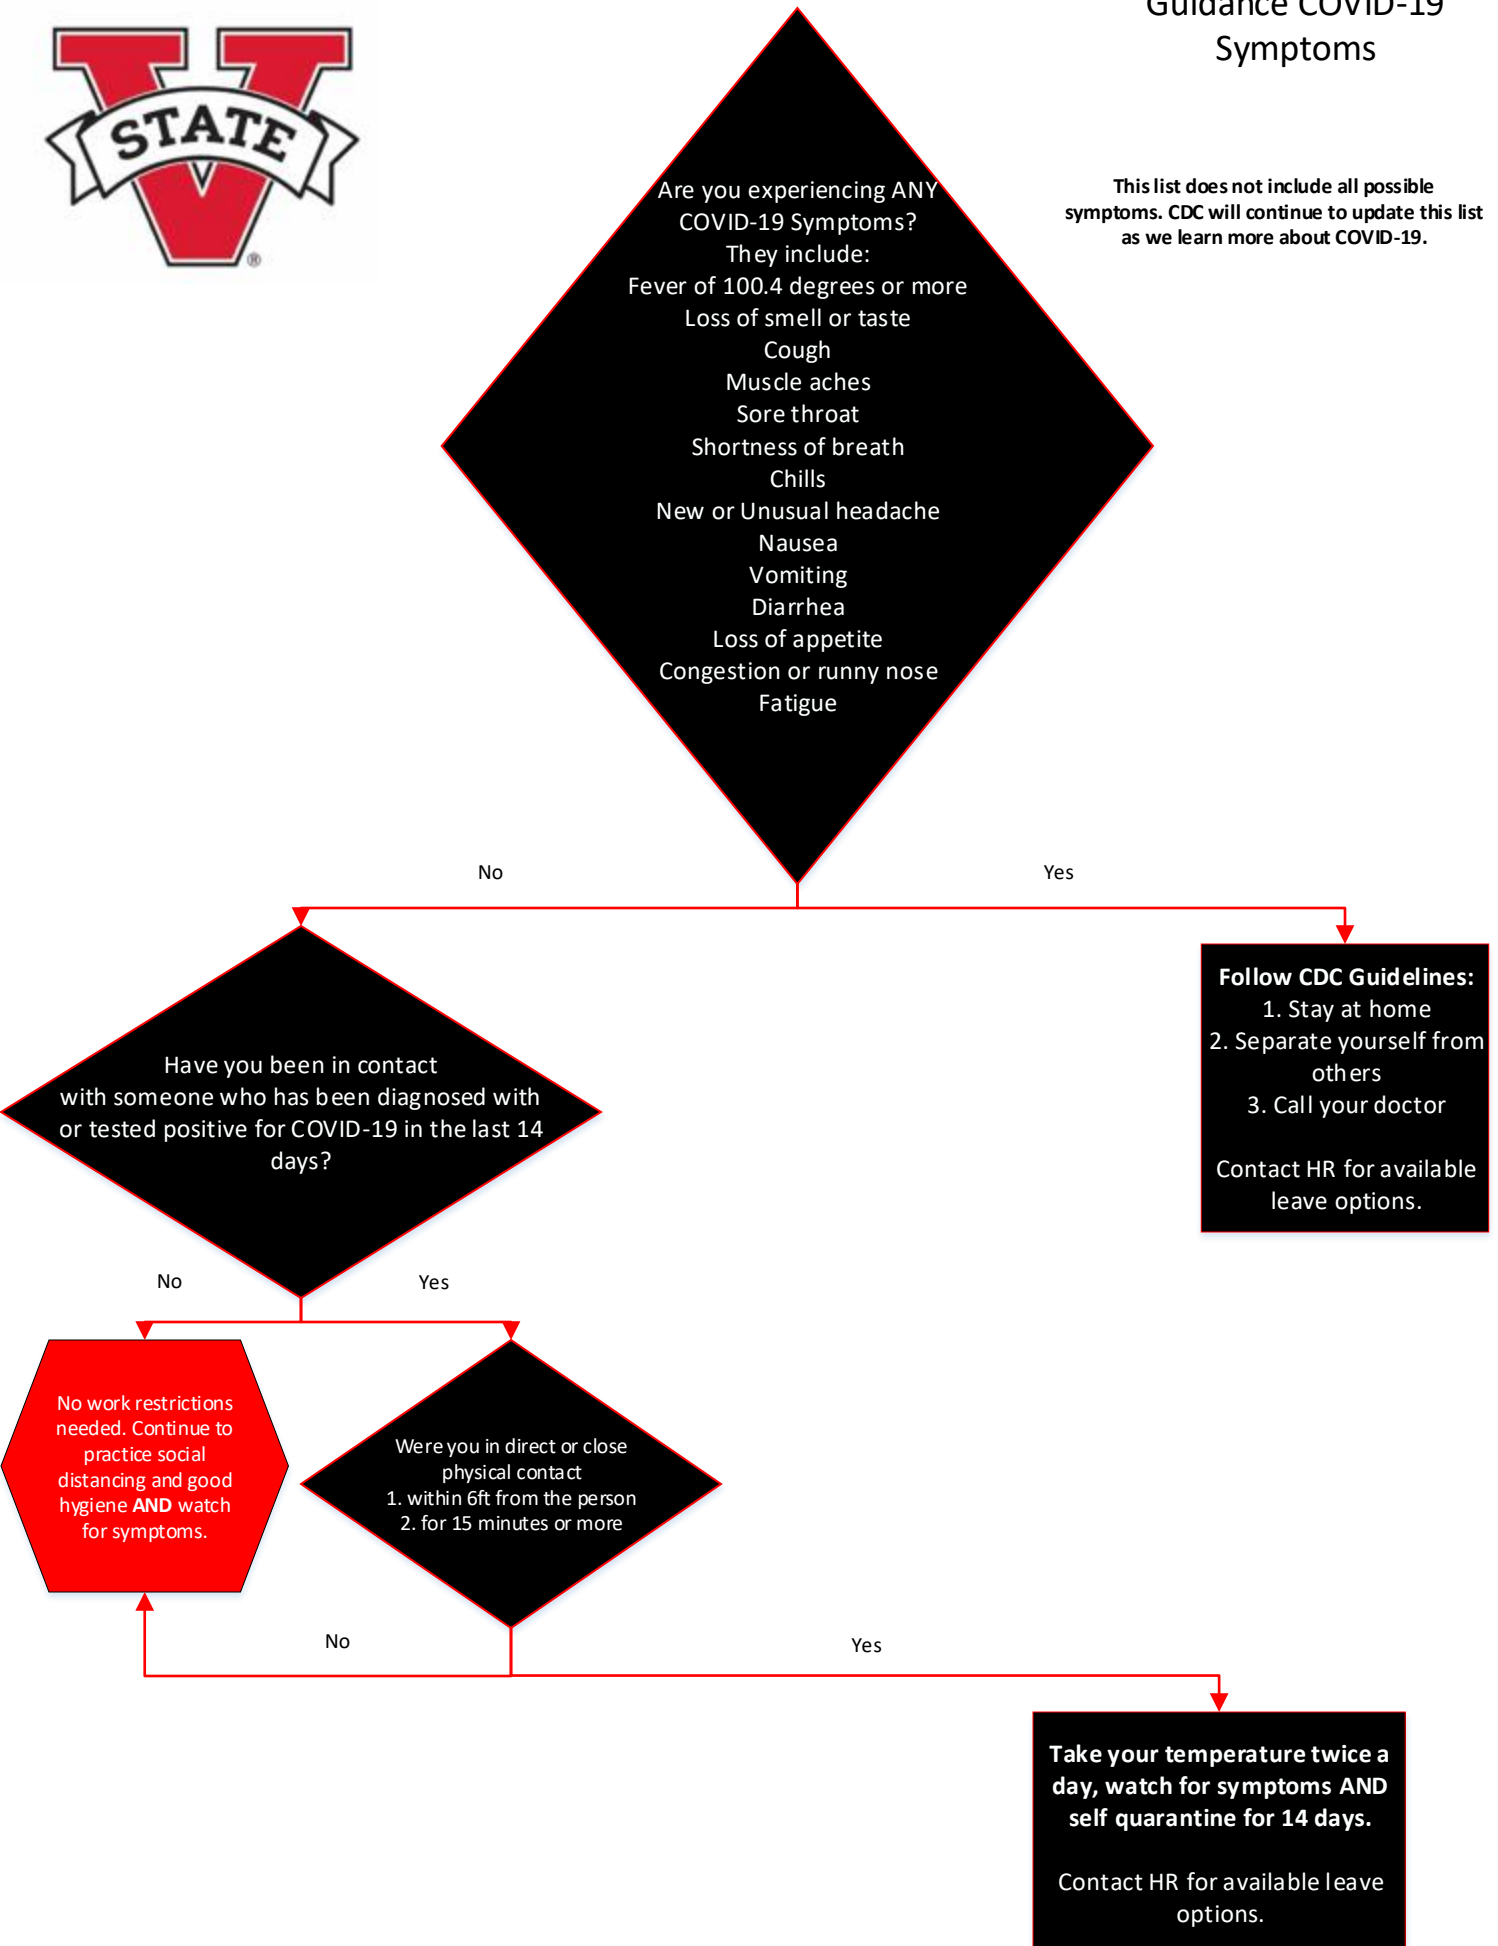 Guidance COVID-19
Symptoms
STATE
®
This list does not include all possible
symptoms. CDC will continue to update this list
as we learn more about COVID-19.
Are you experiencing ANY
COVID-19 Symptoms?
They include:
Fever of 100.4 degrees or more
Loss of smell or taste
Cough
Muscle aches
Sore throat
Shortness of breath
Chills
New or Unusual headache
Nausea
Vomiting
Diarrhea
Loss of appetite
Congestion or runny nose
Fatigue
No
Yes
Follow CDC Guidelines:
1. Stay at home
2. Separate yourself from
others
3. Call your doctor
Contact HR for available
leave options.
Have you been in contact
with someone who has been diagnosed with
or tested positive for COVID-19 in the last 14
days?
No
Yes
No work restrictions
needed. Continue to
practice social
distancing and good
hygiene AND watch
for symptoms.
Were you in direct or close
physical contact
1. within 6ft from the person
2. for 15 minutes or more
No
Yes
Take your temperature twice a
day, watch for symptoms AND
self quarantine for 14 days.
Contact HR for available leave
options.